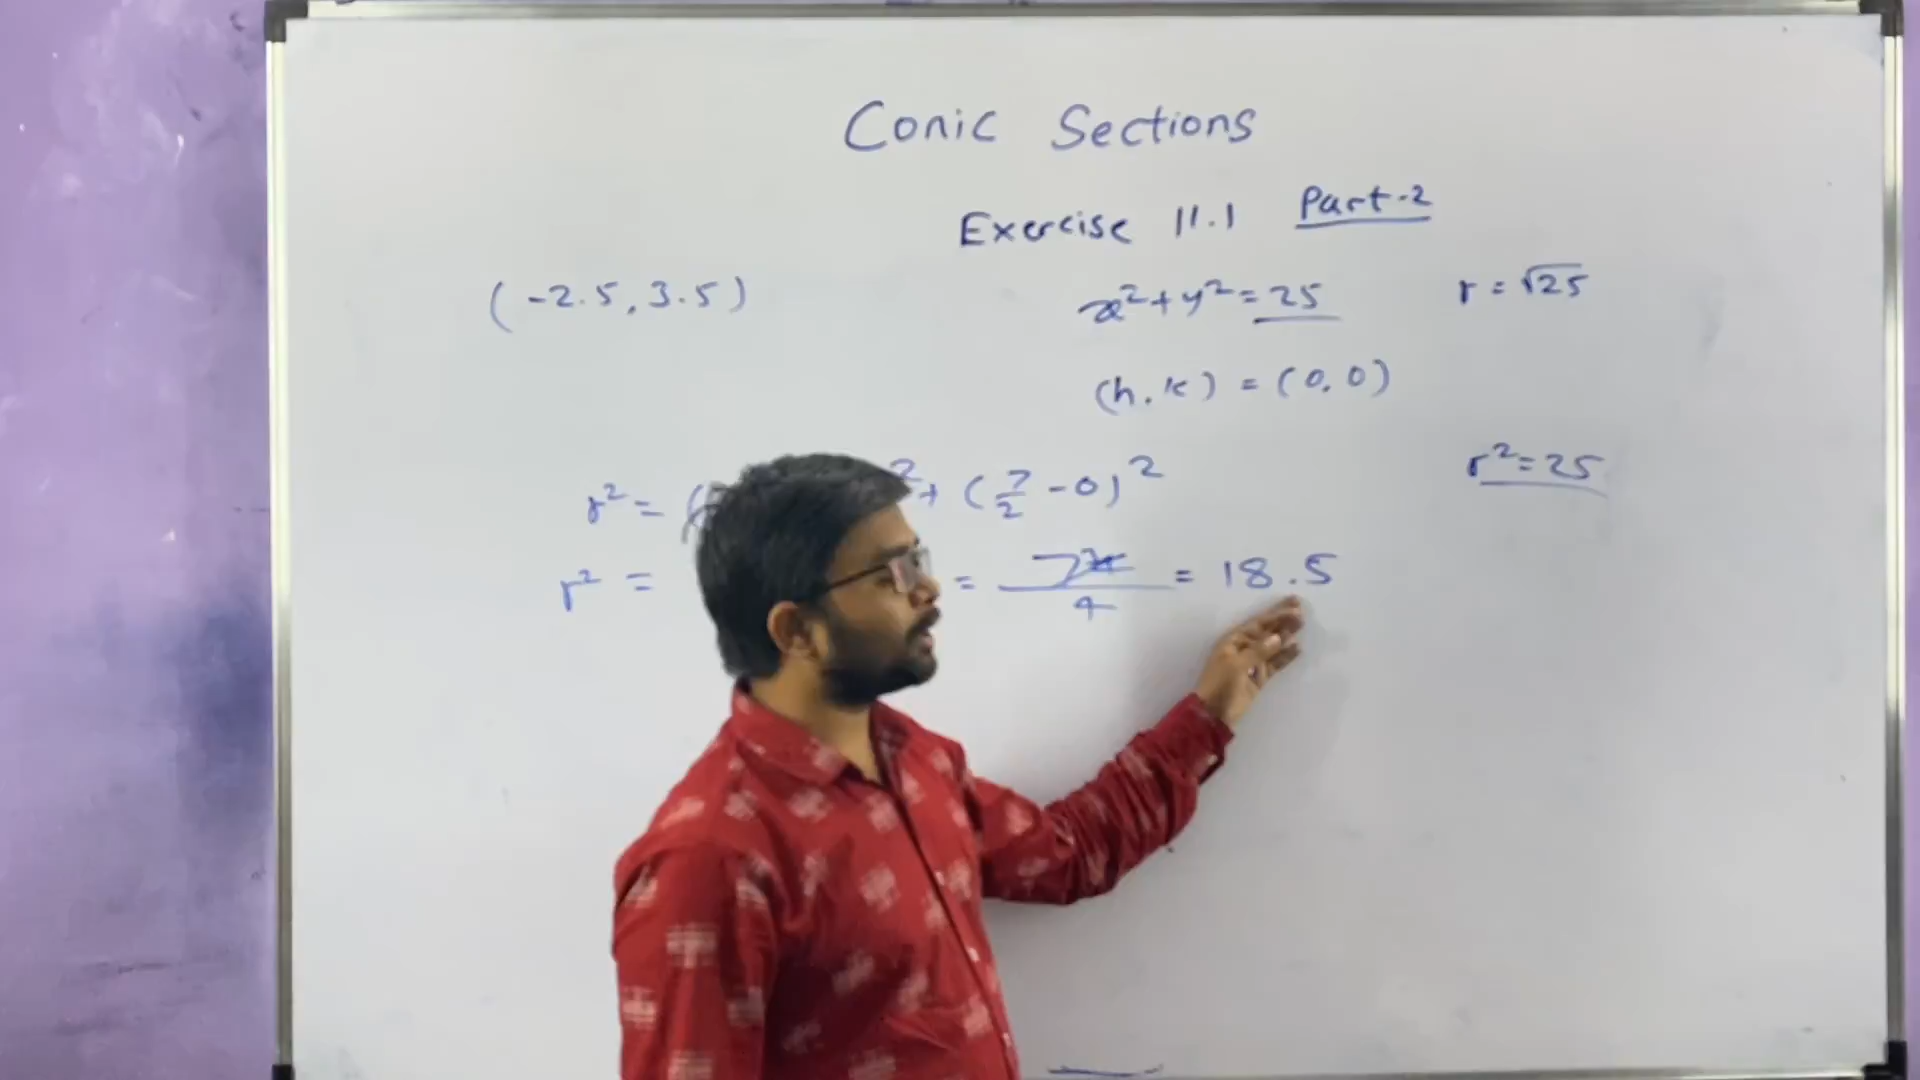 Conic Sections
Exercise 11.1 Part-2
(-2.5, 3.5) x²+y²=25 r=√25
(h,k) = (0,0)
r² = ( ² + (7/2 -0)² r²=25
r² = = /4 = 18.5